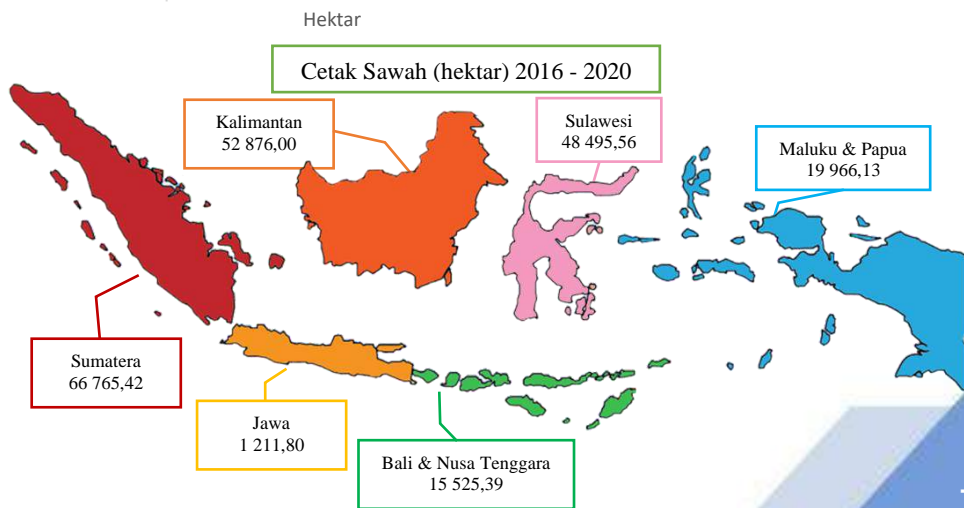 Hektar
Cetak Sawah (hektar) 2016 - 2020
Kalimantan
52 876,00
Sulawesi
48 495,56
Maluku & Papua
19 966,13
Sumatera
66 765,42
Jawa
1 211,80
Bali & Nusa Tenggara
15 525,39